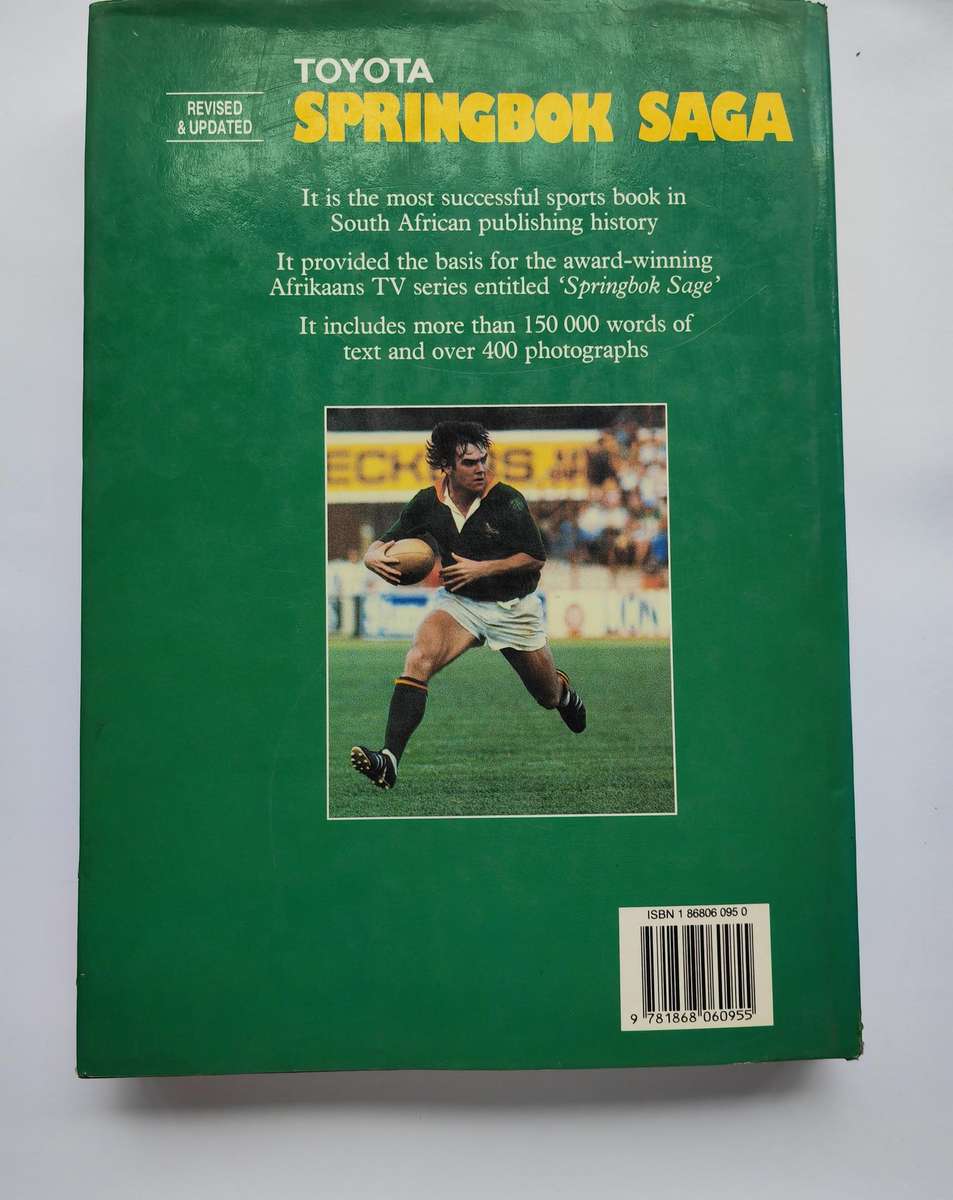 TOYOTA
REVISED
& UPDATED
SPRINGBOK SAGA
It is the most successful sports book in
South African publishing history
It provided the basis for the award-winning
Afrikaans TV series entitled ‘Springbok Sage’
It includes more than 150 000 words of
text and over 400 photographs
ISBN 1 86806 095 0
9 781868 060955